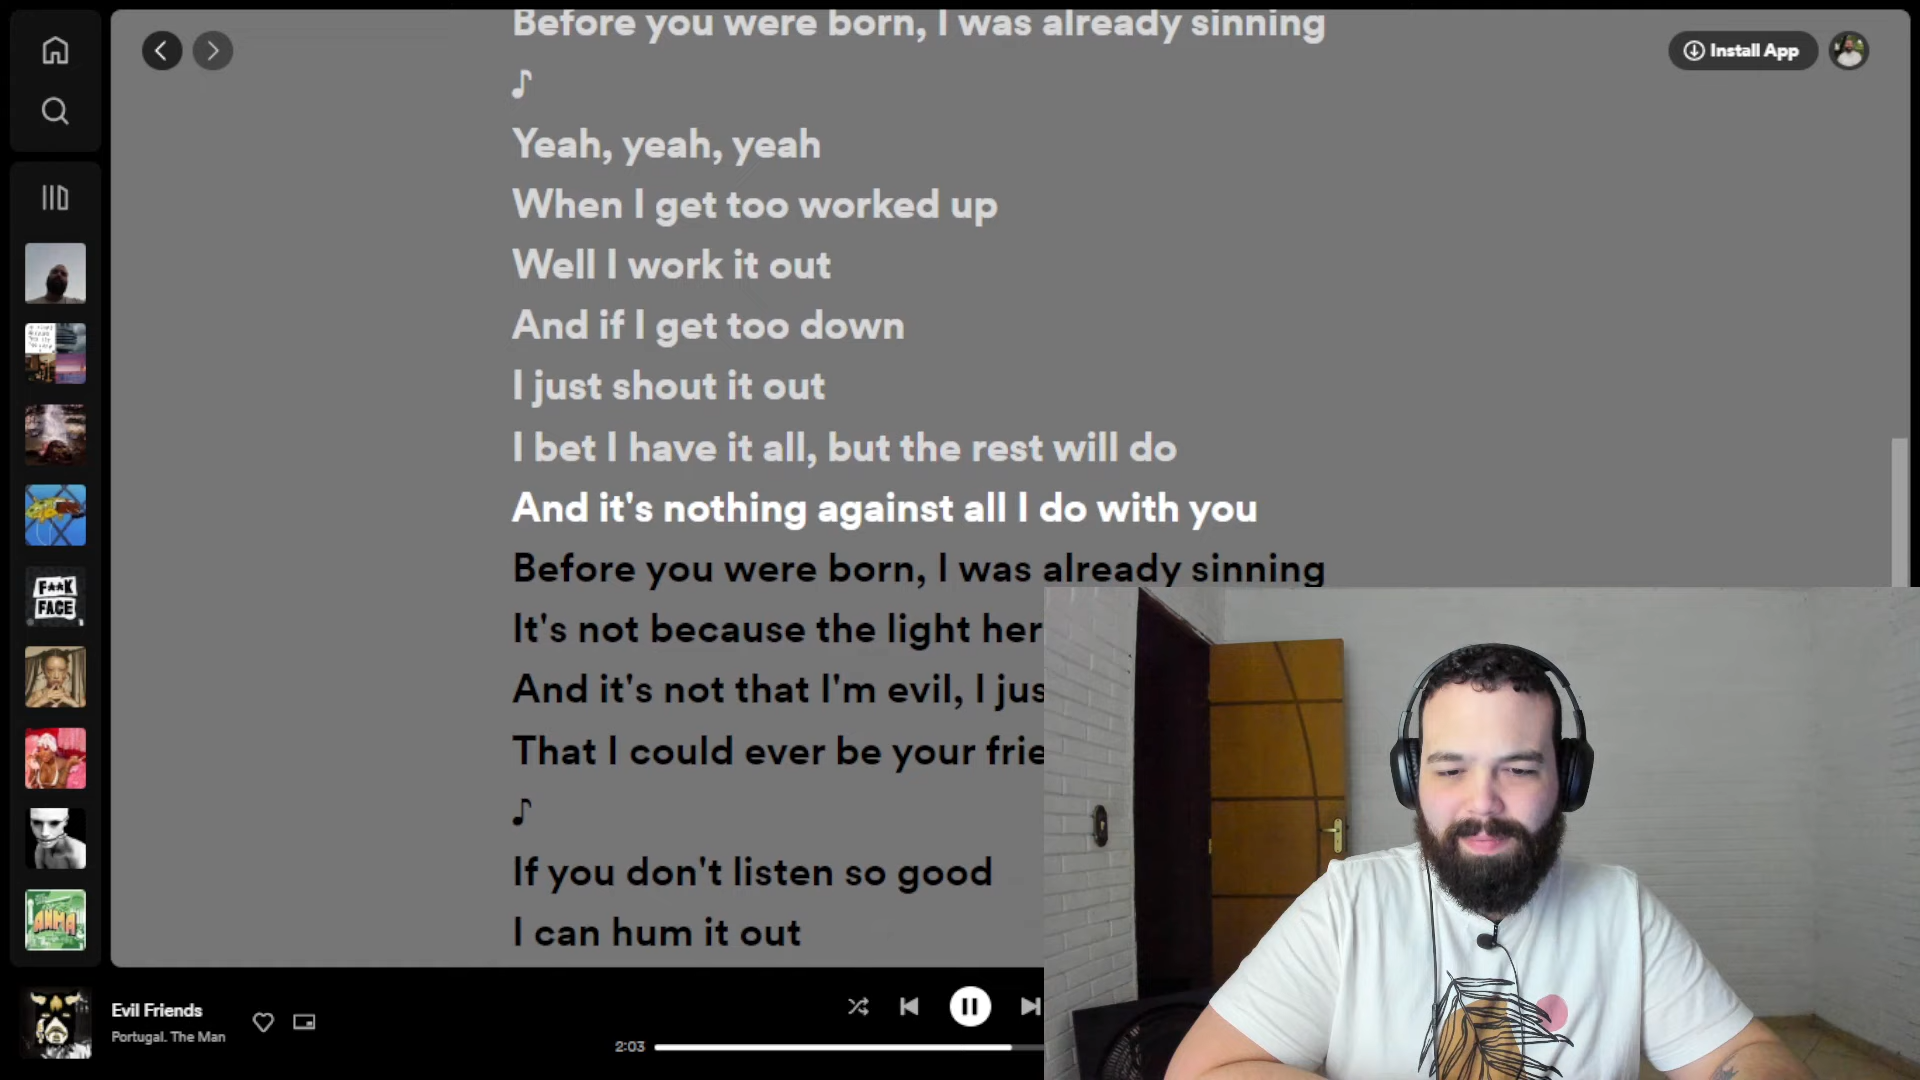 Before you were born, I was already sinning
Install App
♪
Yeah, yeah, yeah
When I get too worked up
Well I work it out
And if I get too down
I just shout it out
I bet I have it all, but the rest will do
And it's nothing against all I do with you
Before you were born, I was already sinning
It's not because the light her
And it's not that I'm evil, I jus
That I could ever be your frie
♪
If you don't listen so good
I can hum it out
F**K
FACE
Evil Friends
Portugal. The Man
2:03